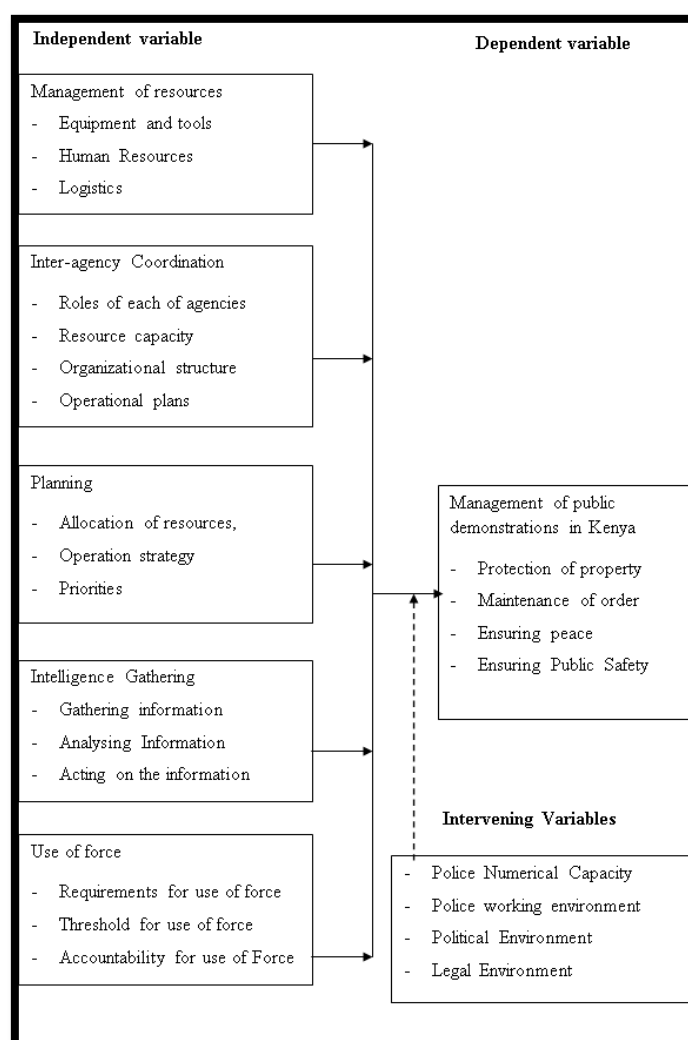 Independent variable
Dependent variable
Management of resources
- Equipment and tools
- Human Resources
- Logistics
Inter-agency Coordination
- Roles of each of agencies
- Resource capacity
- Organizational structure
- Operational plans
Planning
- Allocation of resources,
- Operation strategy
- Priorities
Intelligence Gathering
- Gathering information
- Analysing Information
- Acting on the information
Use of force
- Requirements for use of force
- Threshold for use of force
- Accountability for use of Force
Management of public
demonstrations in Kenya
- Protection of property
- Maintenance of order
- Ensuring peace
- Ensuring Public Safety
Intervening Variables
- Police Numerical Capacity
- Police working environment
- Political Environment
- Legal Environment